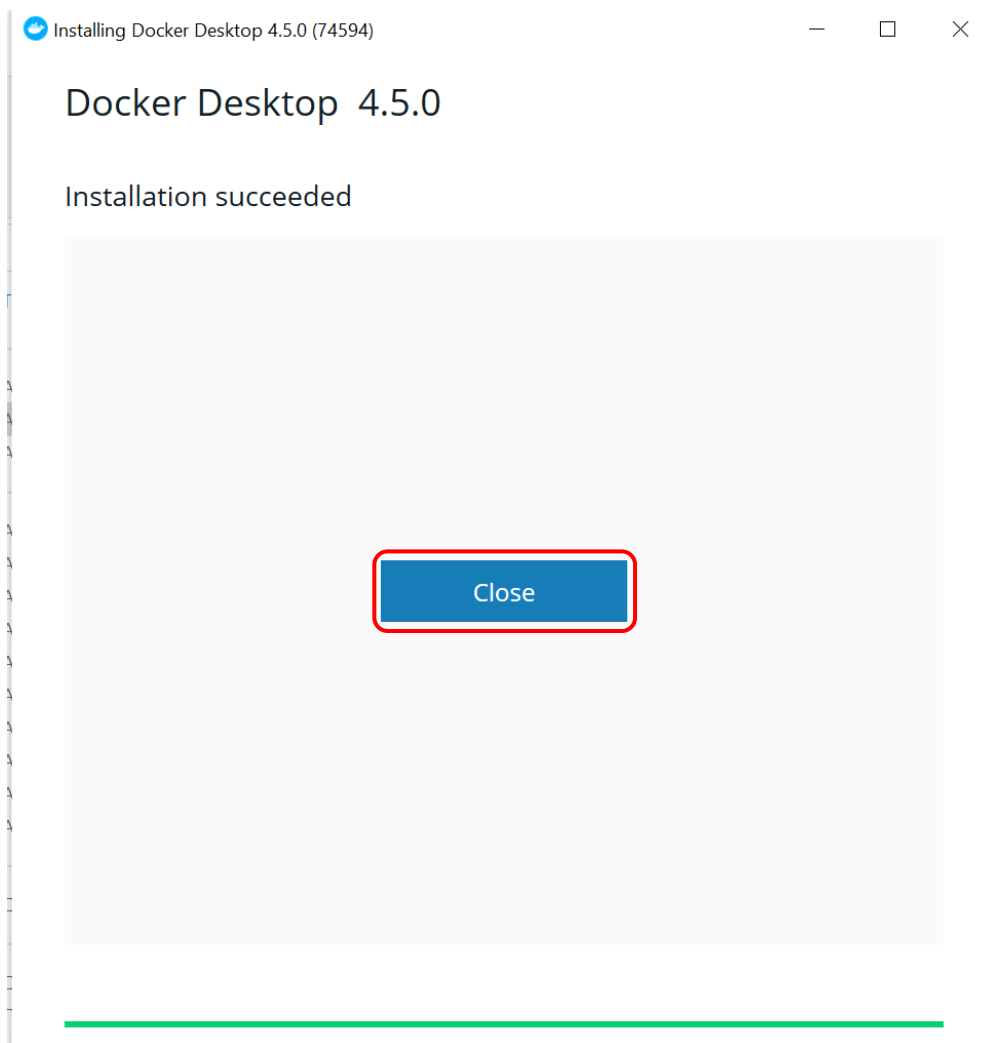 Installing Docker Desktop 4.5.0 (74594)
Docker Desktop 4.5.0
Installation succeeded
Close